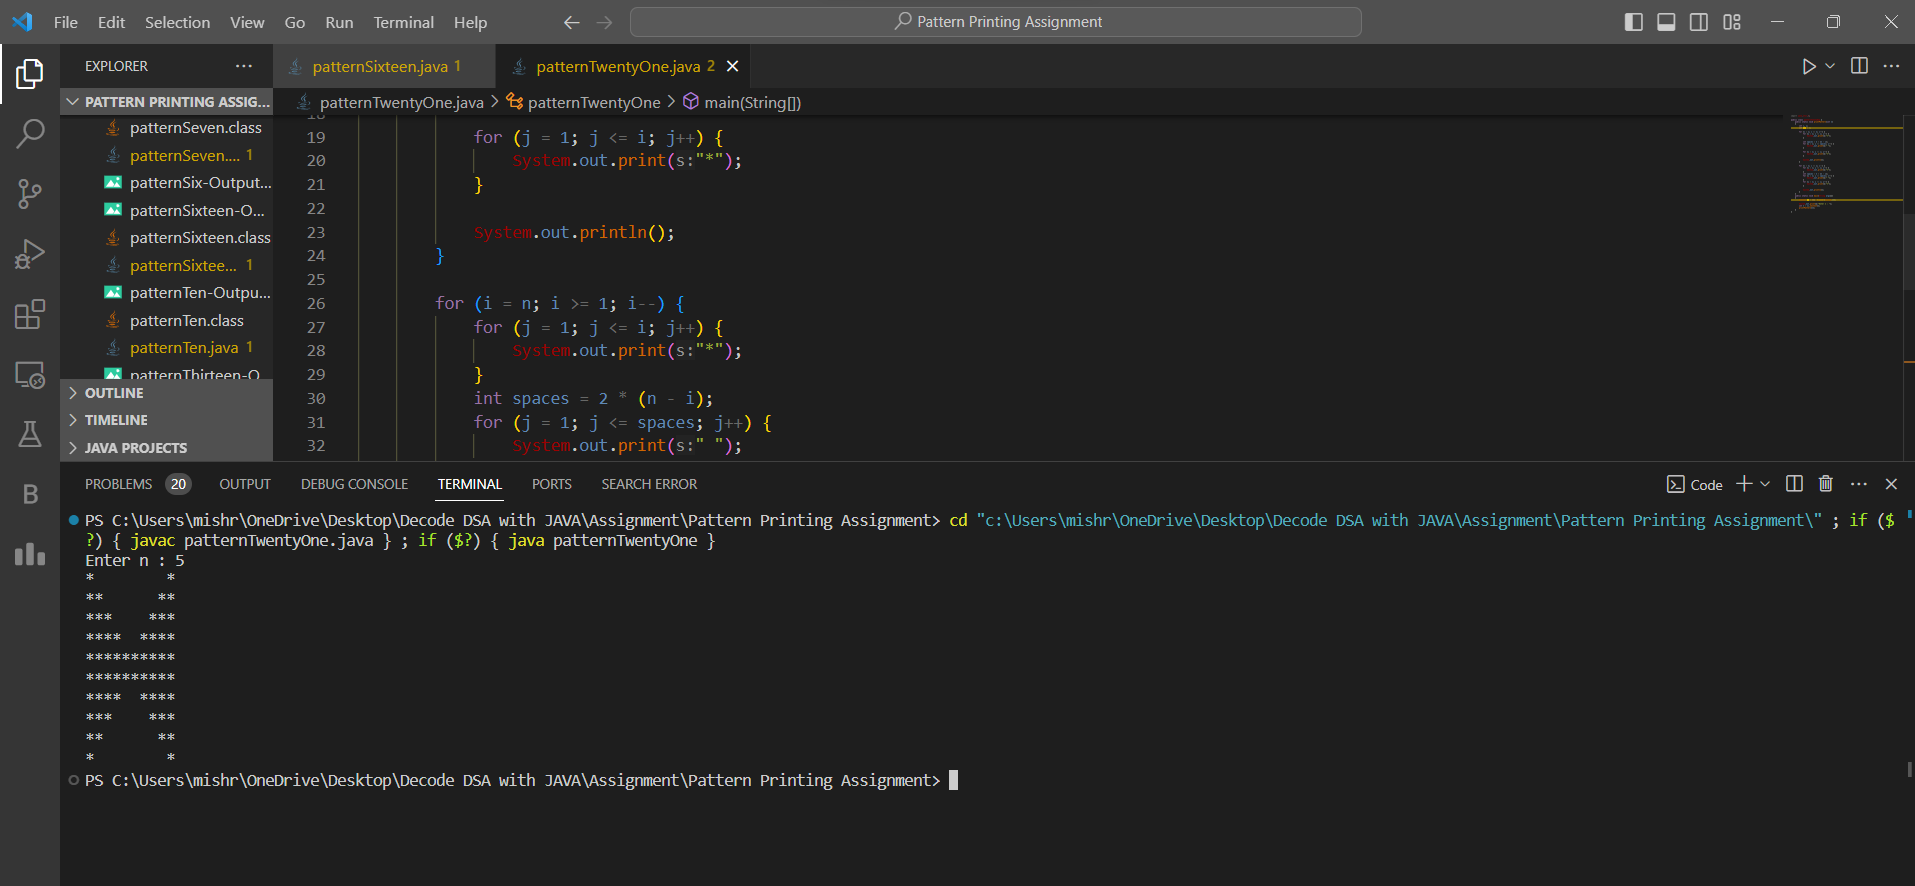 File Edit Selection View Go Run Terminal Help
Pattern Printing Assignment
EXPLORER
patternSixteen.java 1
patternTwentyOne.java 2
PATTERN PRINTING ASSIG...
patternTwentyOne.java > patternTwentyOne > main(String[])
patternSeven.class
patternSeven.... 1
patternSix-Output...
patternSixteen-O...
patternSixteen.class
patternSixtee... 1
patternTen-Outpu...
patternTen.class
patternTen.java 1
patternThirteen-O
OUTLINE
TIMELINE
JAVA PROJECTS
18
19 for (j = 1; j <= i; j++) {
20 System.out.print(s:"*");
21 }
22
23 System.out.println();
24 }
25
26 for (i = n; i >= 1; i--) {
27 for (j = 1; j <= i; j++) {
28 System.out.print(s:"*");
29 }
30 int spaces = 2 * (n - i);
31 for (j = 1; j <= spaces; j++) {
32 System.out.print(s:" ");
PROBLEMS 20 OUTPUT DEBUG CONSOLE TERMINAL PORTS SEARCH ERROR
Code
PS C:\Users\mishr\OneDrive\Desktop\Decode DSA with JAVA\Assignment\Pattern Printing Assignment> cd "c:\Users\mishr\OneDrive\Desktop\Decode DSA with JAVA\Assignment\Pattern Printing Assignment\" ; if ($
?) { javac patternTwentyOne.java } ; if ($?) { java patternTwentyOne }
Enter n : 5
*        *
**      **
***    ***
****  ****
**********
**********
****  ****
***    ***
**      **
*        *
PS C:\Users\mishr\OneDrive\Desktop\Decode DSA with JAVA\Assignment\Pattern Printing Assignment>
B